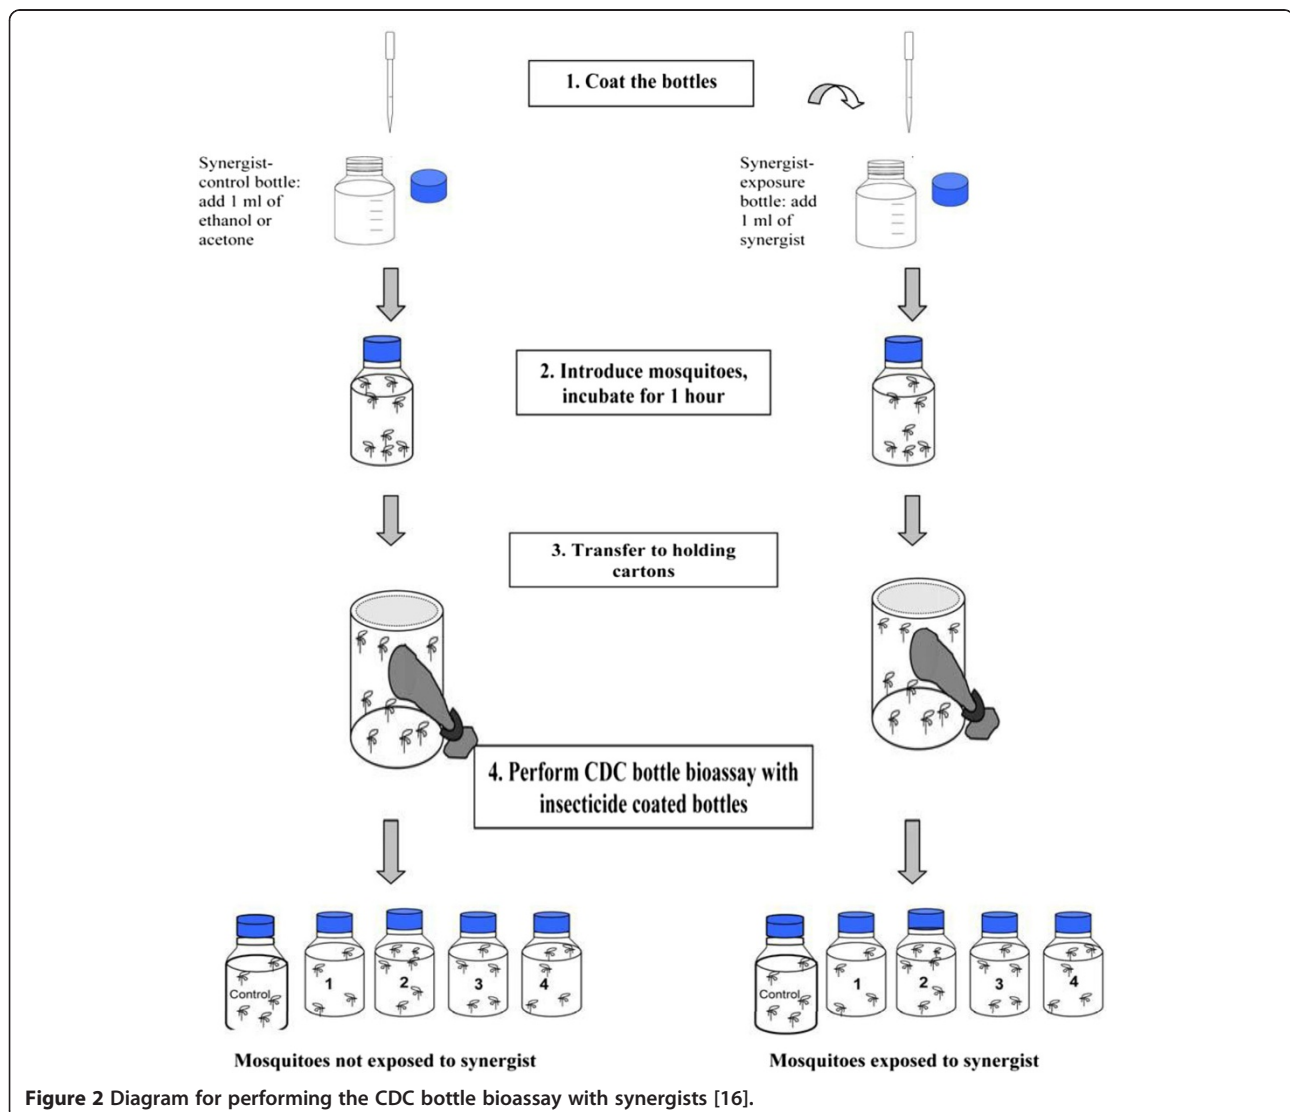 1. Coat the bottles
Synergist-
control bottle:
add 1 ml of
ethanol or
acetone
Synergist-
exposure
bottle: add
1 ml of
synergist
2. Introduce mosquitoes,
incubate for 1 hour
3. Transfer to holding
cartons
4. Perform CDC bottle bioassay with
insecticide coated bottles
Control 1 2 3 4
Control 1 2 3 4
Mosquitoes not exposed to synergist
Mosquitoes exposed to synergist
Figure 2 Diagram for performing the CDC bottle bioassay with synergists [16].